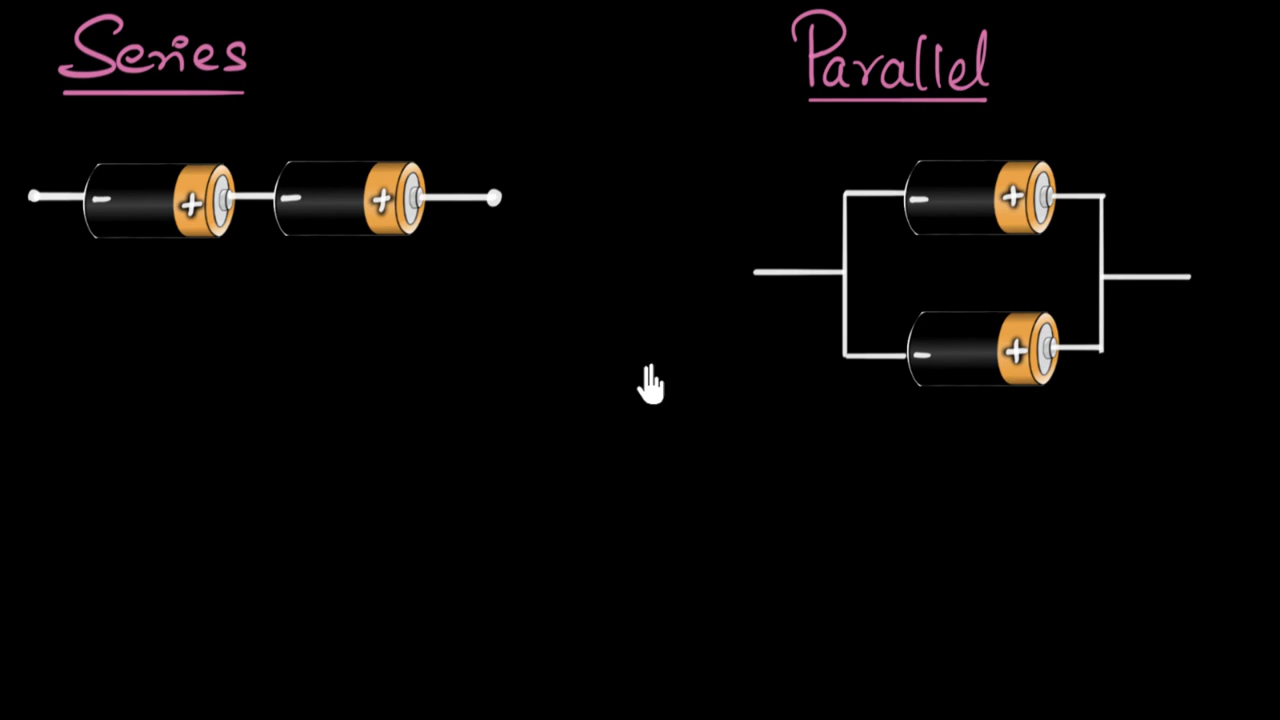 Series
Parallel
- + - +
- +
- +